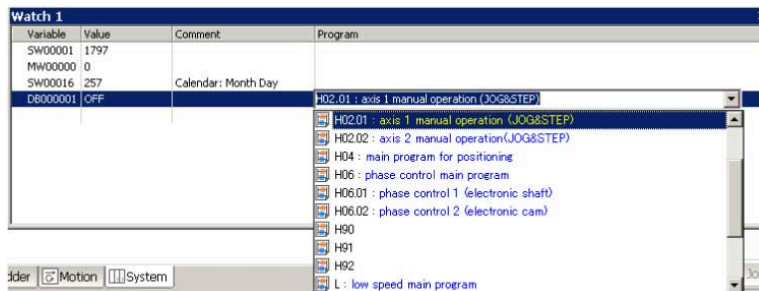 Watch 1
Variable Value Comment Program
SW00001 1797
MW00000 0
SW00016 257 Calendar: Month Day
DB000001 OFF H02.01 : axis 1 manual operation (JOG&STEP)
H02.01 : axis 1 manual operation (JOG&STEP)
H02.02 : axis 2 manual operation(JOG&STEP)
H04 : main program for positioning
H06 : phase control main program
H06.01 : phase control 1 (electronic shaft)
H06.02 : phase control 2 (electronic cam)
H90
H91
H92
L : low speed main program
Motion System